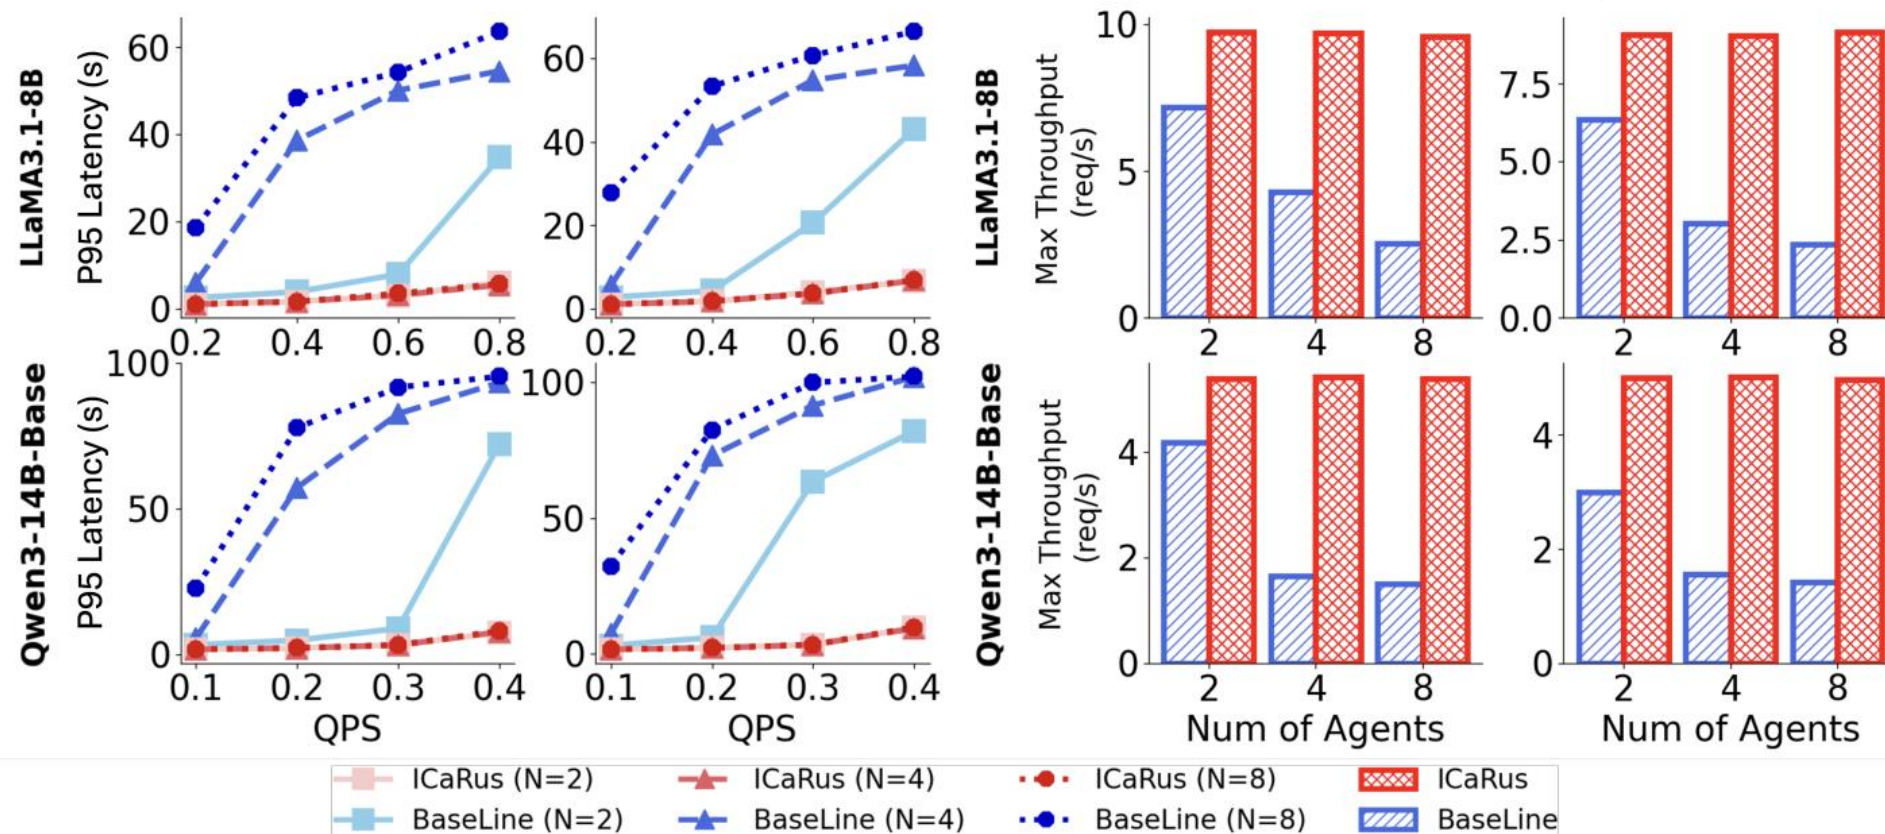 LLaMA3.1-8B
P95 Latency (s)
60
40
20
0
0.2 0.4 0.6 0.8
60
40
20
0
0.2 0.4 0.6 0.8
LLaMA3.1-8B
Max Throughput
(req/s)
10
5
0
2 4 8
7.5
5.0
2.5
0.0
2 4 8
Qwen3-14B-Base
P95 Latency (s)
100
50
0
0.1 0.2 0.3 0.4
QPS
100
50
0
0.1 0.2 0.3 0.4
QPS
Qwen3-14B-Base
Max Throughput
(req/s)
4
2
0
2 4 8
Num of Agents
4
2
0
2 4 8
Num of Agents
ICaRus (N=2) ICaRus (N=4) ICaRus (N=8) ICaRus
BaseLine (N=2) BaseLine (N=4) BaseLine (N=8) BaseLine